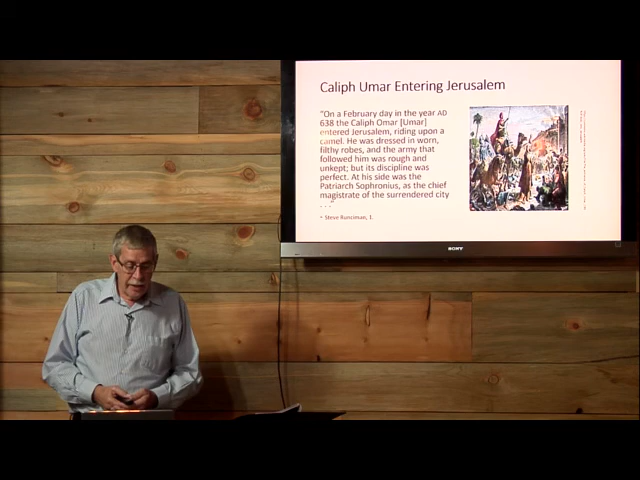 Caliph Umar Entering Jerusalem
"On a February day in the year AD
638 the Caliph Omar [Umar]
entered Jerusalem, riding upon a
camel. He was dressed in worn,
filthy robes, and the army that
followed him was rough and
unkept; but its discipline was
perfect. At his side was the
Patriarch Sophronius, as the chief
magistrate of the surrendered city
. . ."
- Steve Runciman, 1.
SONY